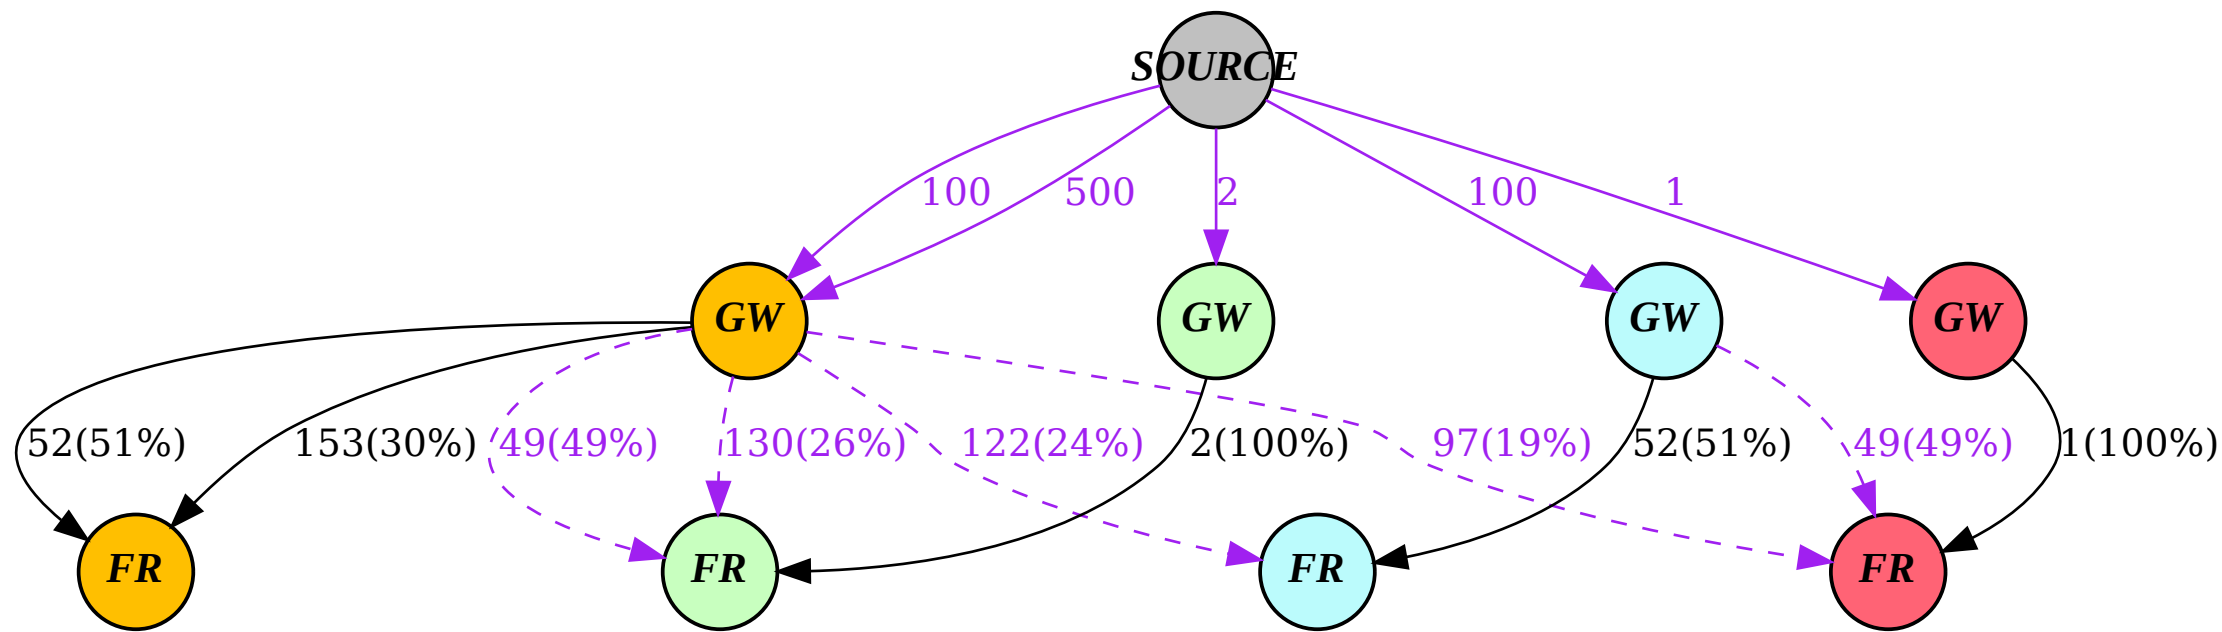 SOURCE
100
500
2
100
1
GW
GW
GW
GW
52(51%)
153(30%)
49(49%)
130(26%)
122(24%)
2(100%)
97(19%)
52(51%)
49(49%)
1(100%)
FR
FR
FR
FR